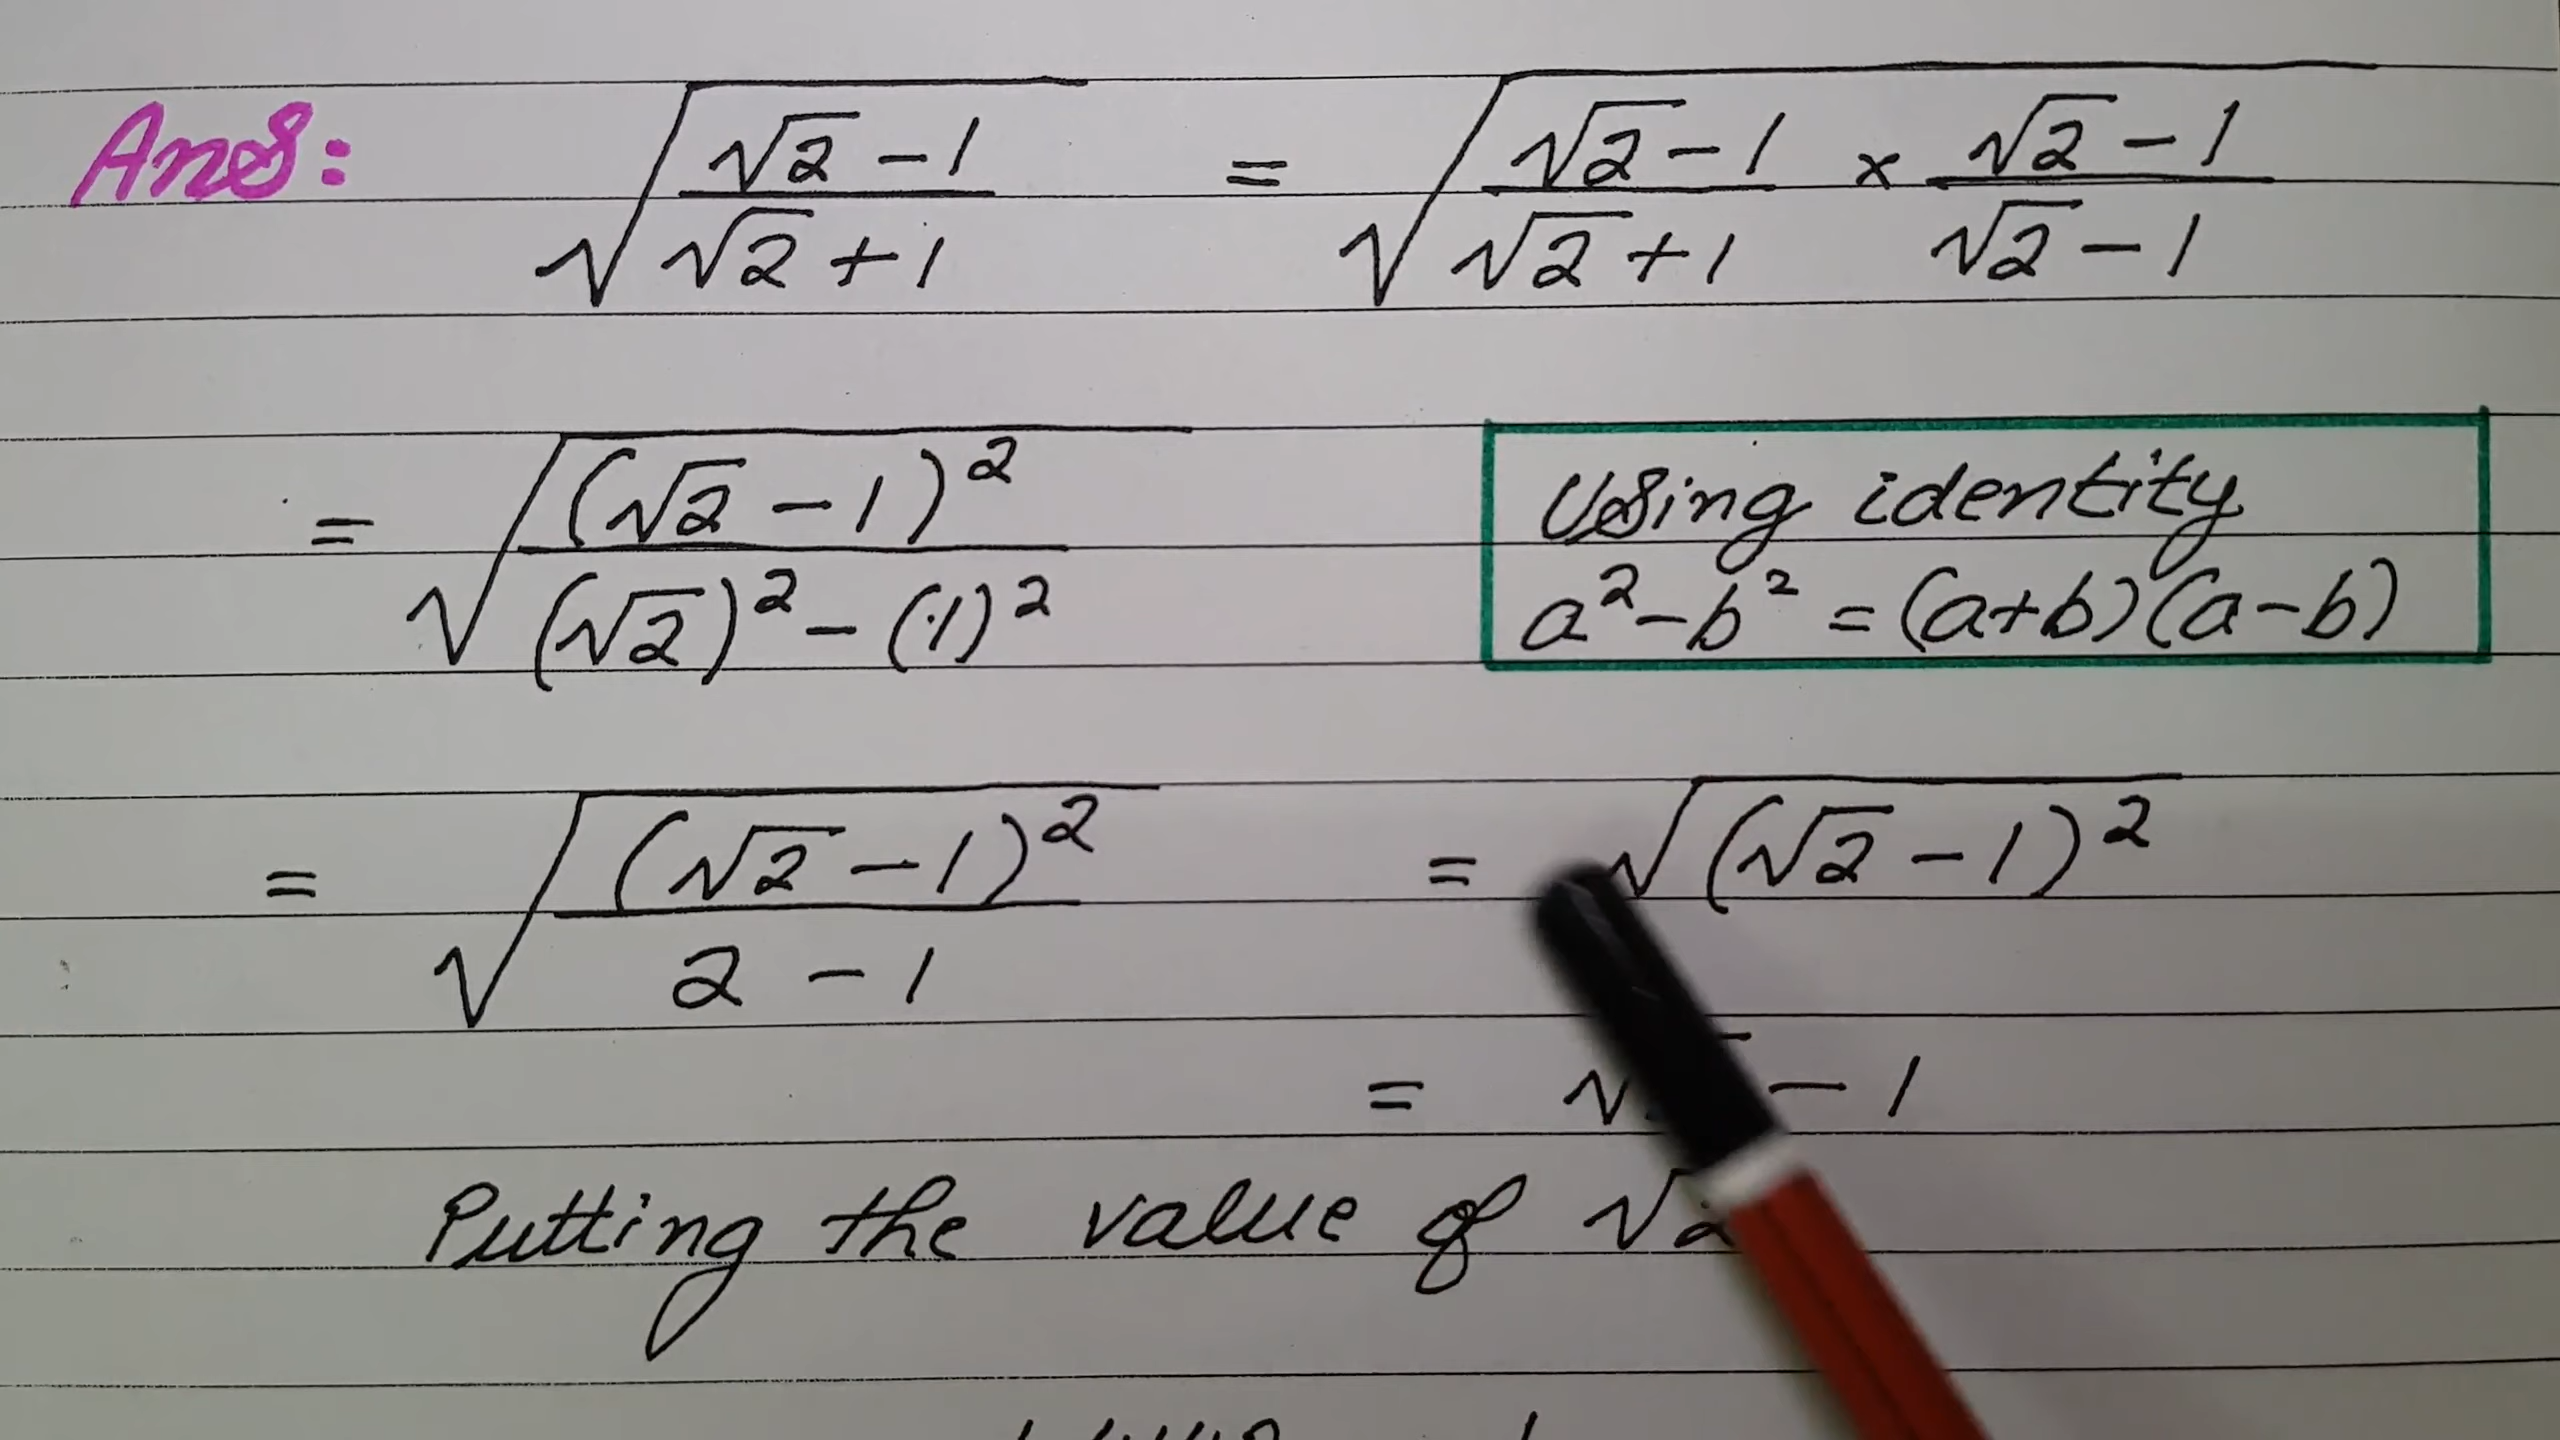 Ans: √((√2 - 1)/(√2 + 1)) = √((√2 - 1)/(√2 + 1) × (√2 - 1)/(√2 - 1))
= √((√2 - 1)²/((√2)² - (1)²))
Using identity
a² - b² = (a+b)(a-b)
= √((√2 - 1)²/(2 - 1)) = √((√2 - 1)²)
= √ - 1
Putting the value of √2